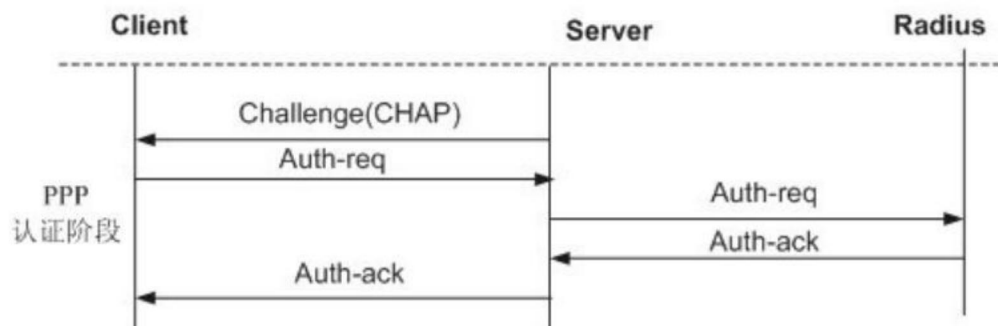 Client
Server
Radius
Challenge(CHAP)
Auth-req
PPP
认证阶段
Auth-req
Auth-ack
Auth-ack